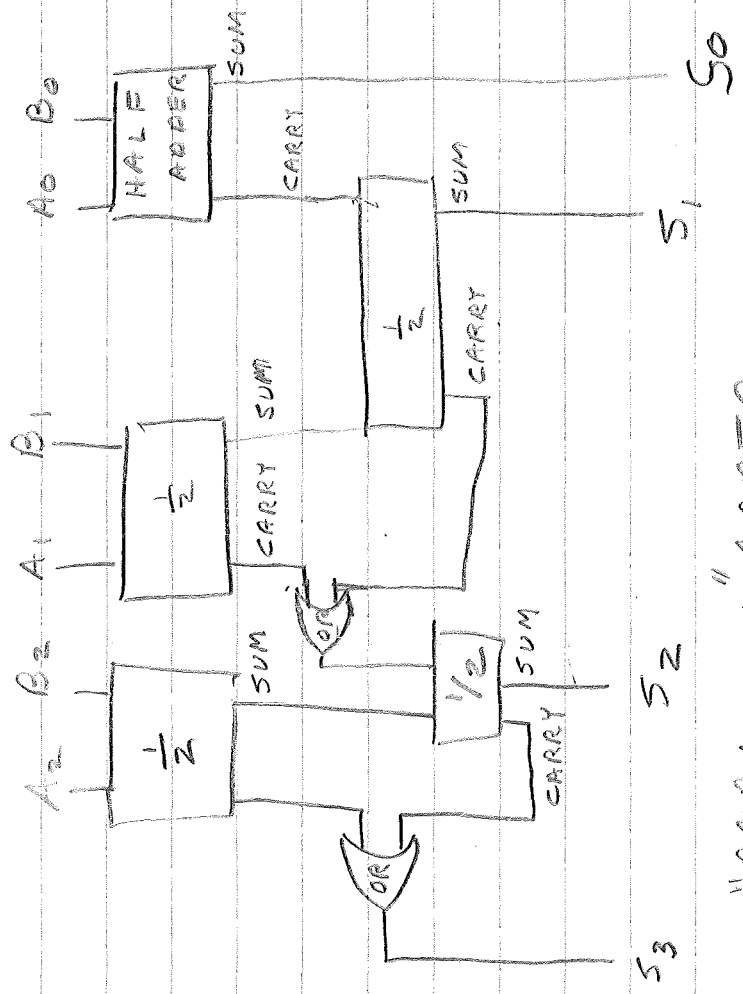 A2 B2 A1 B1 A0 B0
1/2 1/2 HALF ADDER
SUM CARRY SUM CARRY SUM
OR OR 1/2 1/2
CARRY SUM CARRY SUM
S3 S2 S1 S0